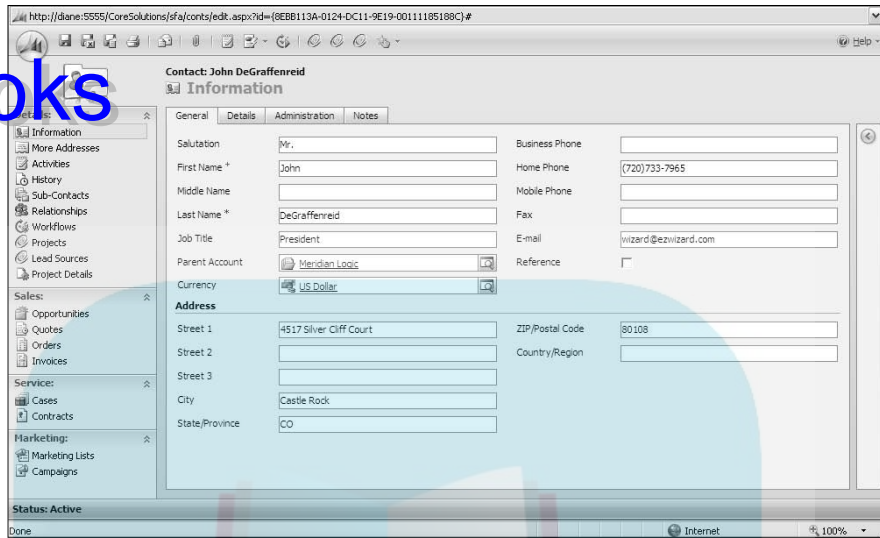 http://diane:5555/CoreSolutions/sfa/conts/edit.aspx?id={8EBB113A-0124-DC11-9E19-00111185188C}#
Help
oks
Contact: John DeGraffenreid
Information
Details:
Information
More Addresses
Activities
History
Sub-Contacts
Relationships
Workflows
Projects
Lead Sources
Project Details
Sales:
Opportunities
Quotes
Orders
Invoices
Service:
Cases
Contracts
Marketing:
Marketing Lists
Campaigns
General Details Administration Notes
Salutation Mr. Business Phone
First Name * John Home Phone (720)733-7965
Middle Name Mobile Phone
Last Name * DeGraffenreid Fax
Job Title President E-mail wizard@ezwizard.com
Parent Account Meridian Logic Reference
Currency US Dollar
Address
Street 1 4517 Silver Cliff Court ZIP/Postal Code 80108
Street 2 Country/Region
Street 3
City Castle Rock
State/Province CO
Status: Active
Done Internet 100%